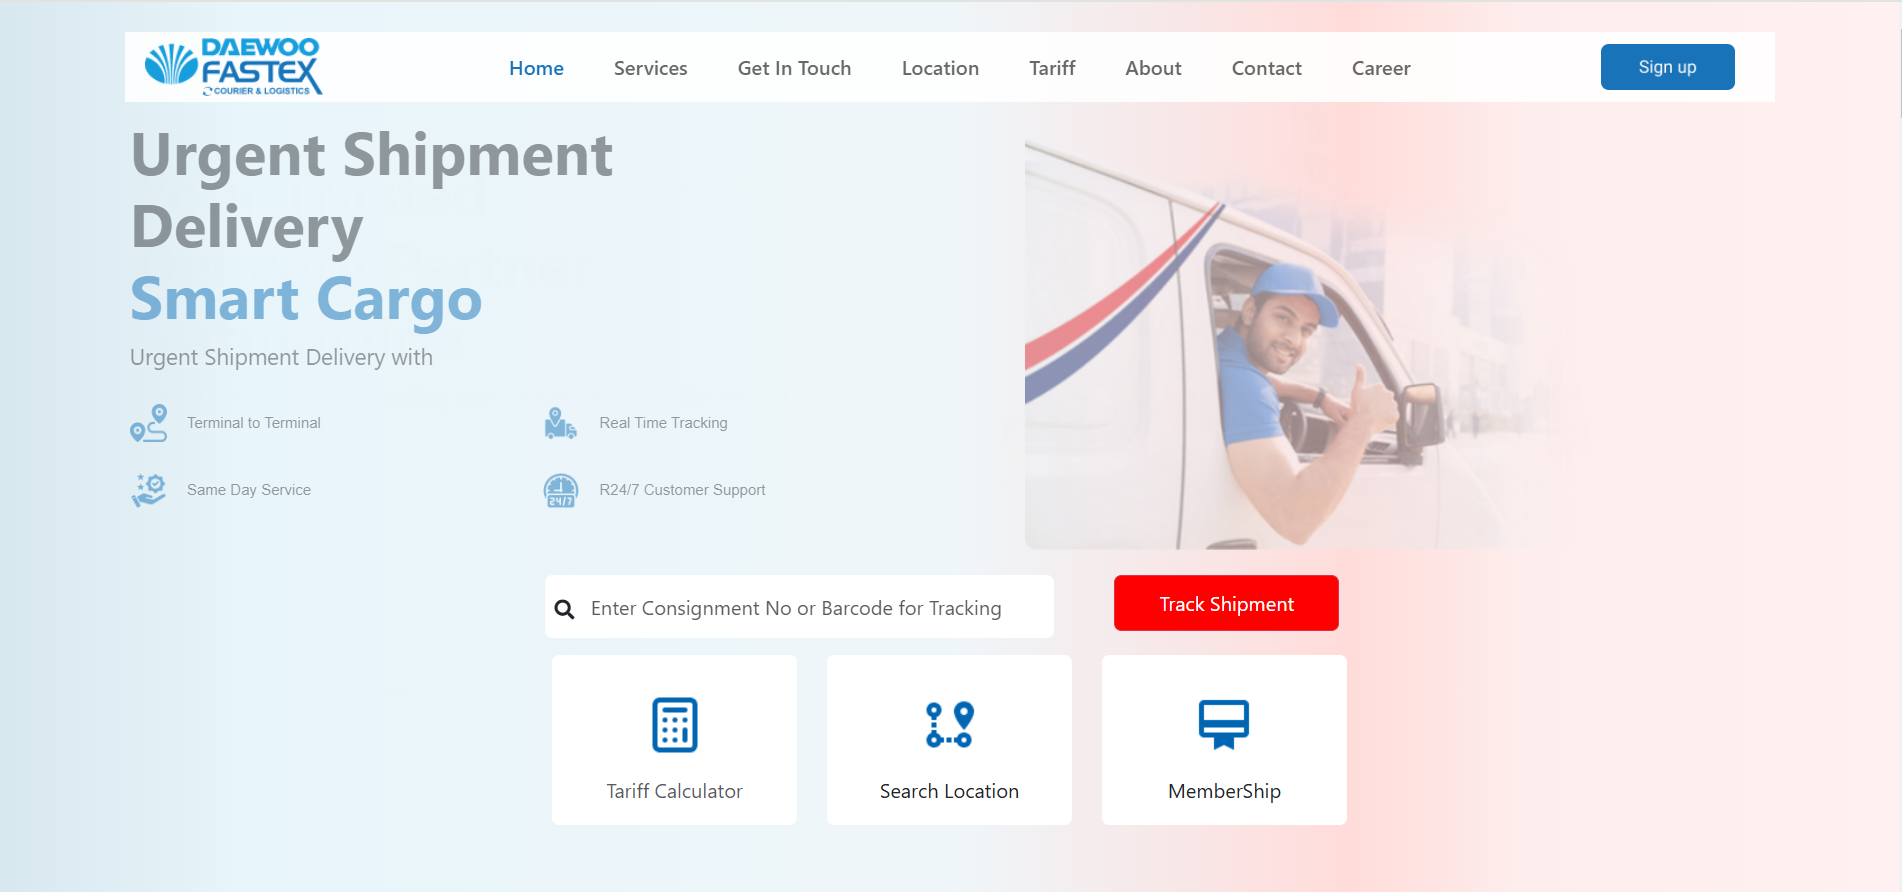 DAEWOO
FASTEX
COURIER & LOGISTICS
Home
Services
Get In Touch
Location
Tariff
About
Contact
Career
Sign up
Urgent Shipment
Delivery
Smart Cargo
Urgent Shipment Delivery with
Terminal to Terminal
Real Time Tracking
Same Day Service
24/7
R24/7 Customer Support
Enter Consignment No or Barcode for Tracking
Track Shipment
Tariff Calculator
Search Location
MemberShip